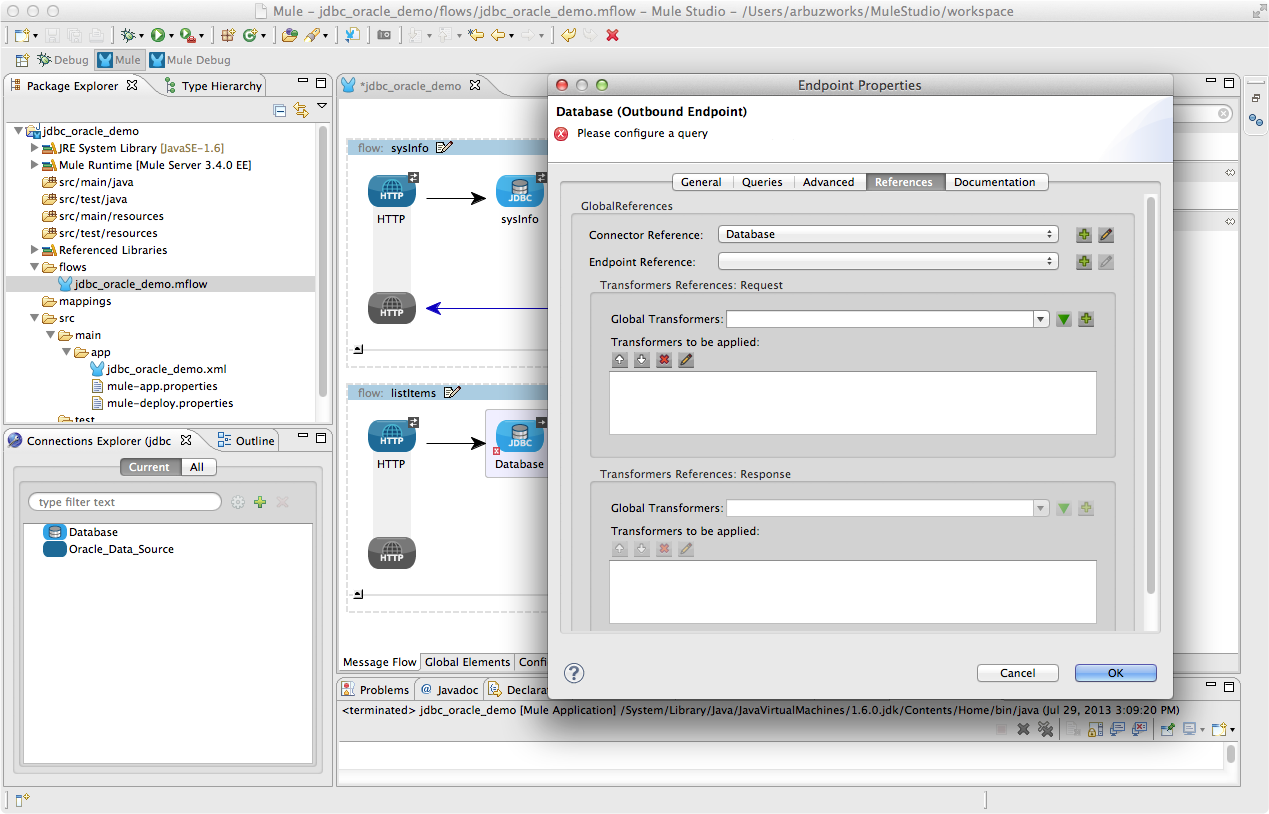 Mule – jdbc_oracle_demo/flows/jdbc_oracle_demo.mflow – Mule Studio – /Users/arbuzworks/MuleStudio/workspace
Debug Mule Mule Debug
Package Explorer Type Hierarchy
jdbc_oracle_demo
JRE System Library [JavaSE-1.6]
Mule Runtime [Mule Server 3.4.0 EE]
src/main/java
src/test/java
src/main/resources
src/test/resources
Referenced Libraries
flows
jdbc_oracle_demo.mflow
mappings
src
main
app
jdbc_oracle_demo.xml
mule-app.properties
mule-deploy.properties
test
Connections Explorer (jdbc Outline
Current All
type filter text
Database
Oracle_Data_Source
*jdbc_oracle_demo
flow: sysInfo
HTTP JDBC
HTTP sysInfo
HTTP
flow: listItems
HTTP JDBC
HTTP Database
HTTP
Message Flow Global Elements Confi
Endpoint Properties
Database (Outbound Endpoint)
Please configure a query
General Queries Advanced References Documentation
GlobalReferences
Connector Reference: Database
Endpoint Reference:
Transformers References: Request
Global Transformers:
Transformers to be applied:
Transformers References: Response
Global Transformers:
Transformers to be applied:
? Cancel OK
Problems @ Javadoc Declara
<terminated> jdbc_oracle_demo [Mule Application] /System/Library/Java/JavaVirtualMachines/1.6.0.jdk/Contents/Home/bin/java (Jul 29, 2013 3:09:20 PM)